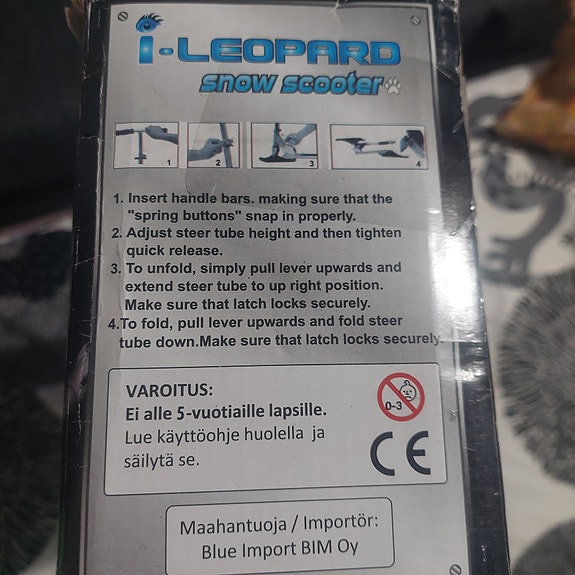 i-LEOPARD
snow scooter
1 2 3 4
1. Insert handle bars. making sure that the
"spring buttons" snap in properly.
2. Adjust steer tube height and then tighten
quick release.
3. To unfold, simply pull lever upwards and
extend steer tube to up right position.
Make sure that latch locks securely.
4.To fold, pull lever upwards and fold steer
tube down.Make sure that latch locks securely.
VAROITUS:
Ei alle 5-vuotiaille lapsille.
Lue käyttöohje huolella ja
säilytä se.
0-3
CE
Maahantuoja / Importör:
Blue Import BIM Oy